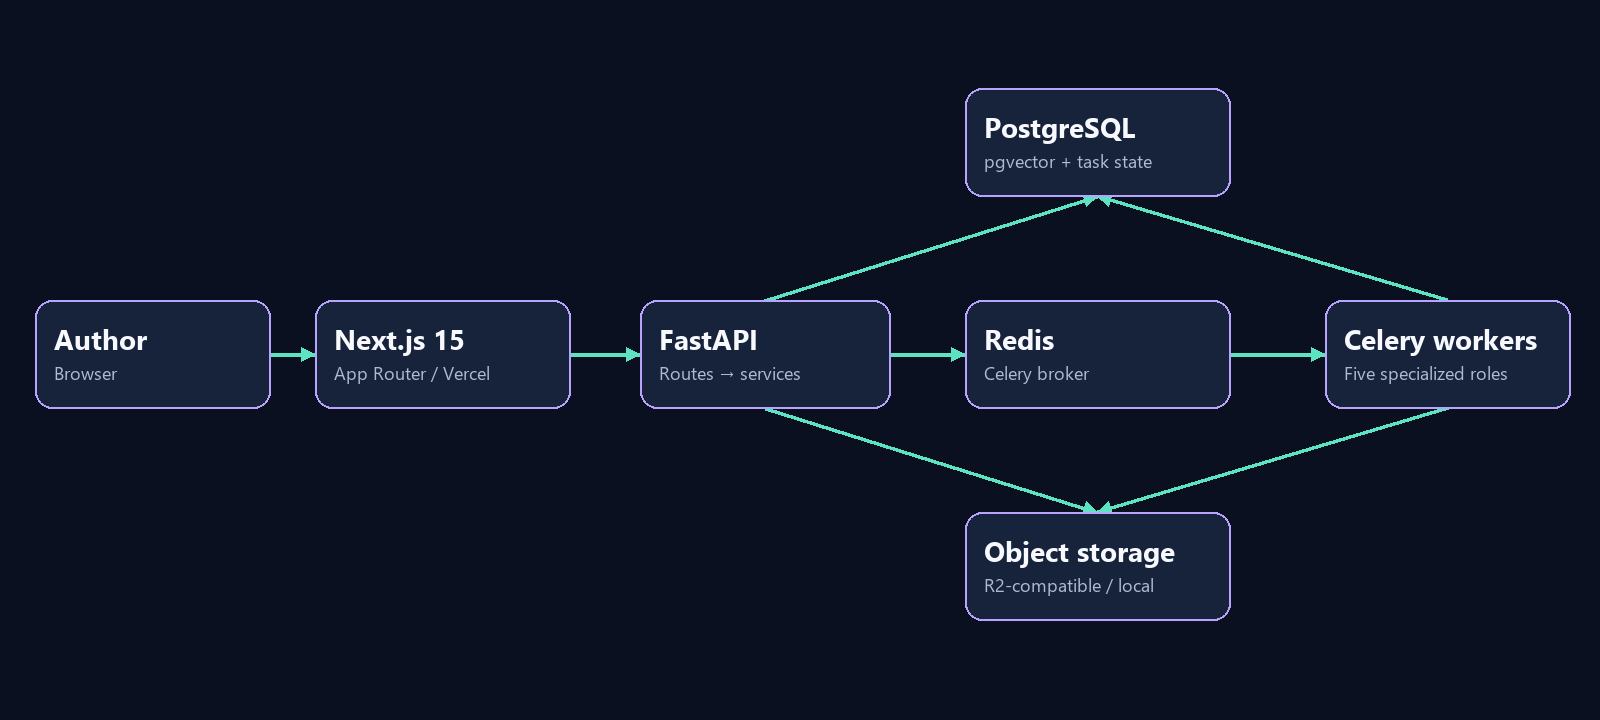 PostgreSQL
pgvector + task state
Author
Browser
Next.js 15
App Router / Vercel
FastAPI
Routes → services
Redis
Celery broker
Celery workers
Five specialized roles
Object storage
R2-compatible / local